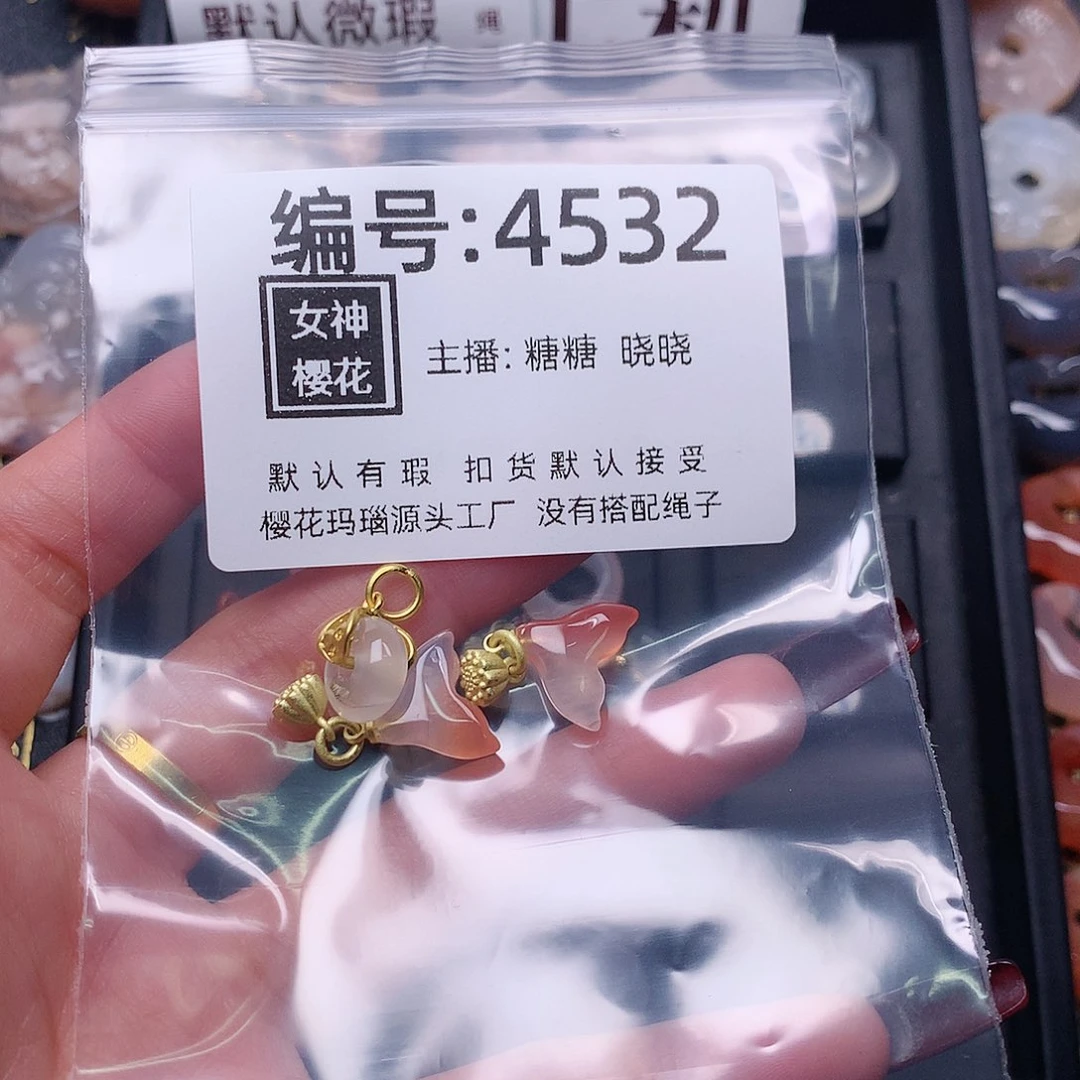 默认微瑕 绳
编号:4532
女神
樱花
主播: 糖糖 晓晓
默认有瑕 扣货默认接受
樱花玛瑙源头工厂 没有搭配绳子